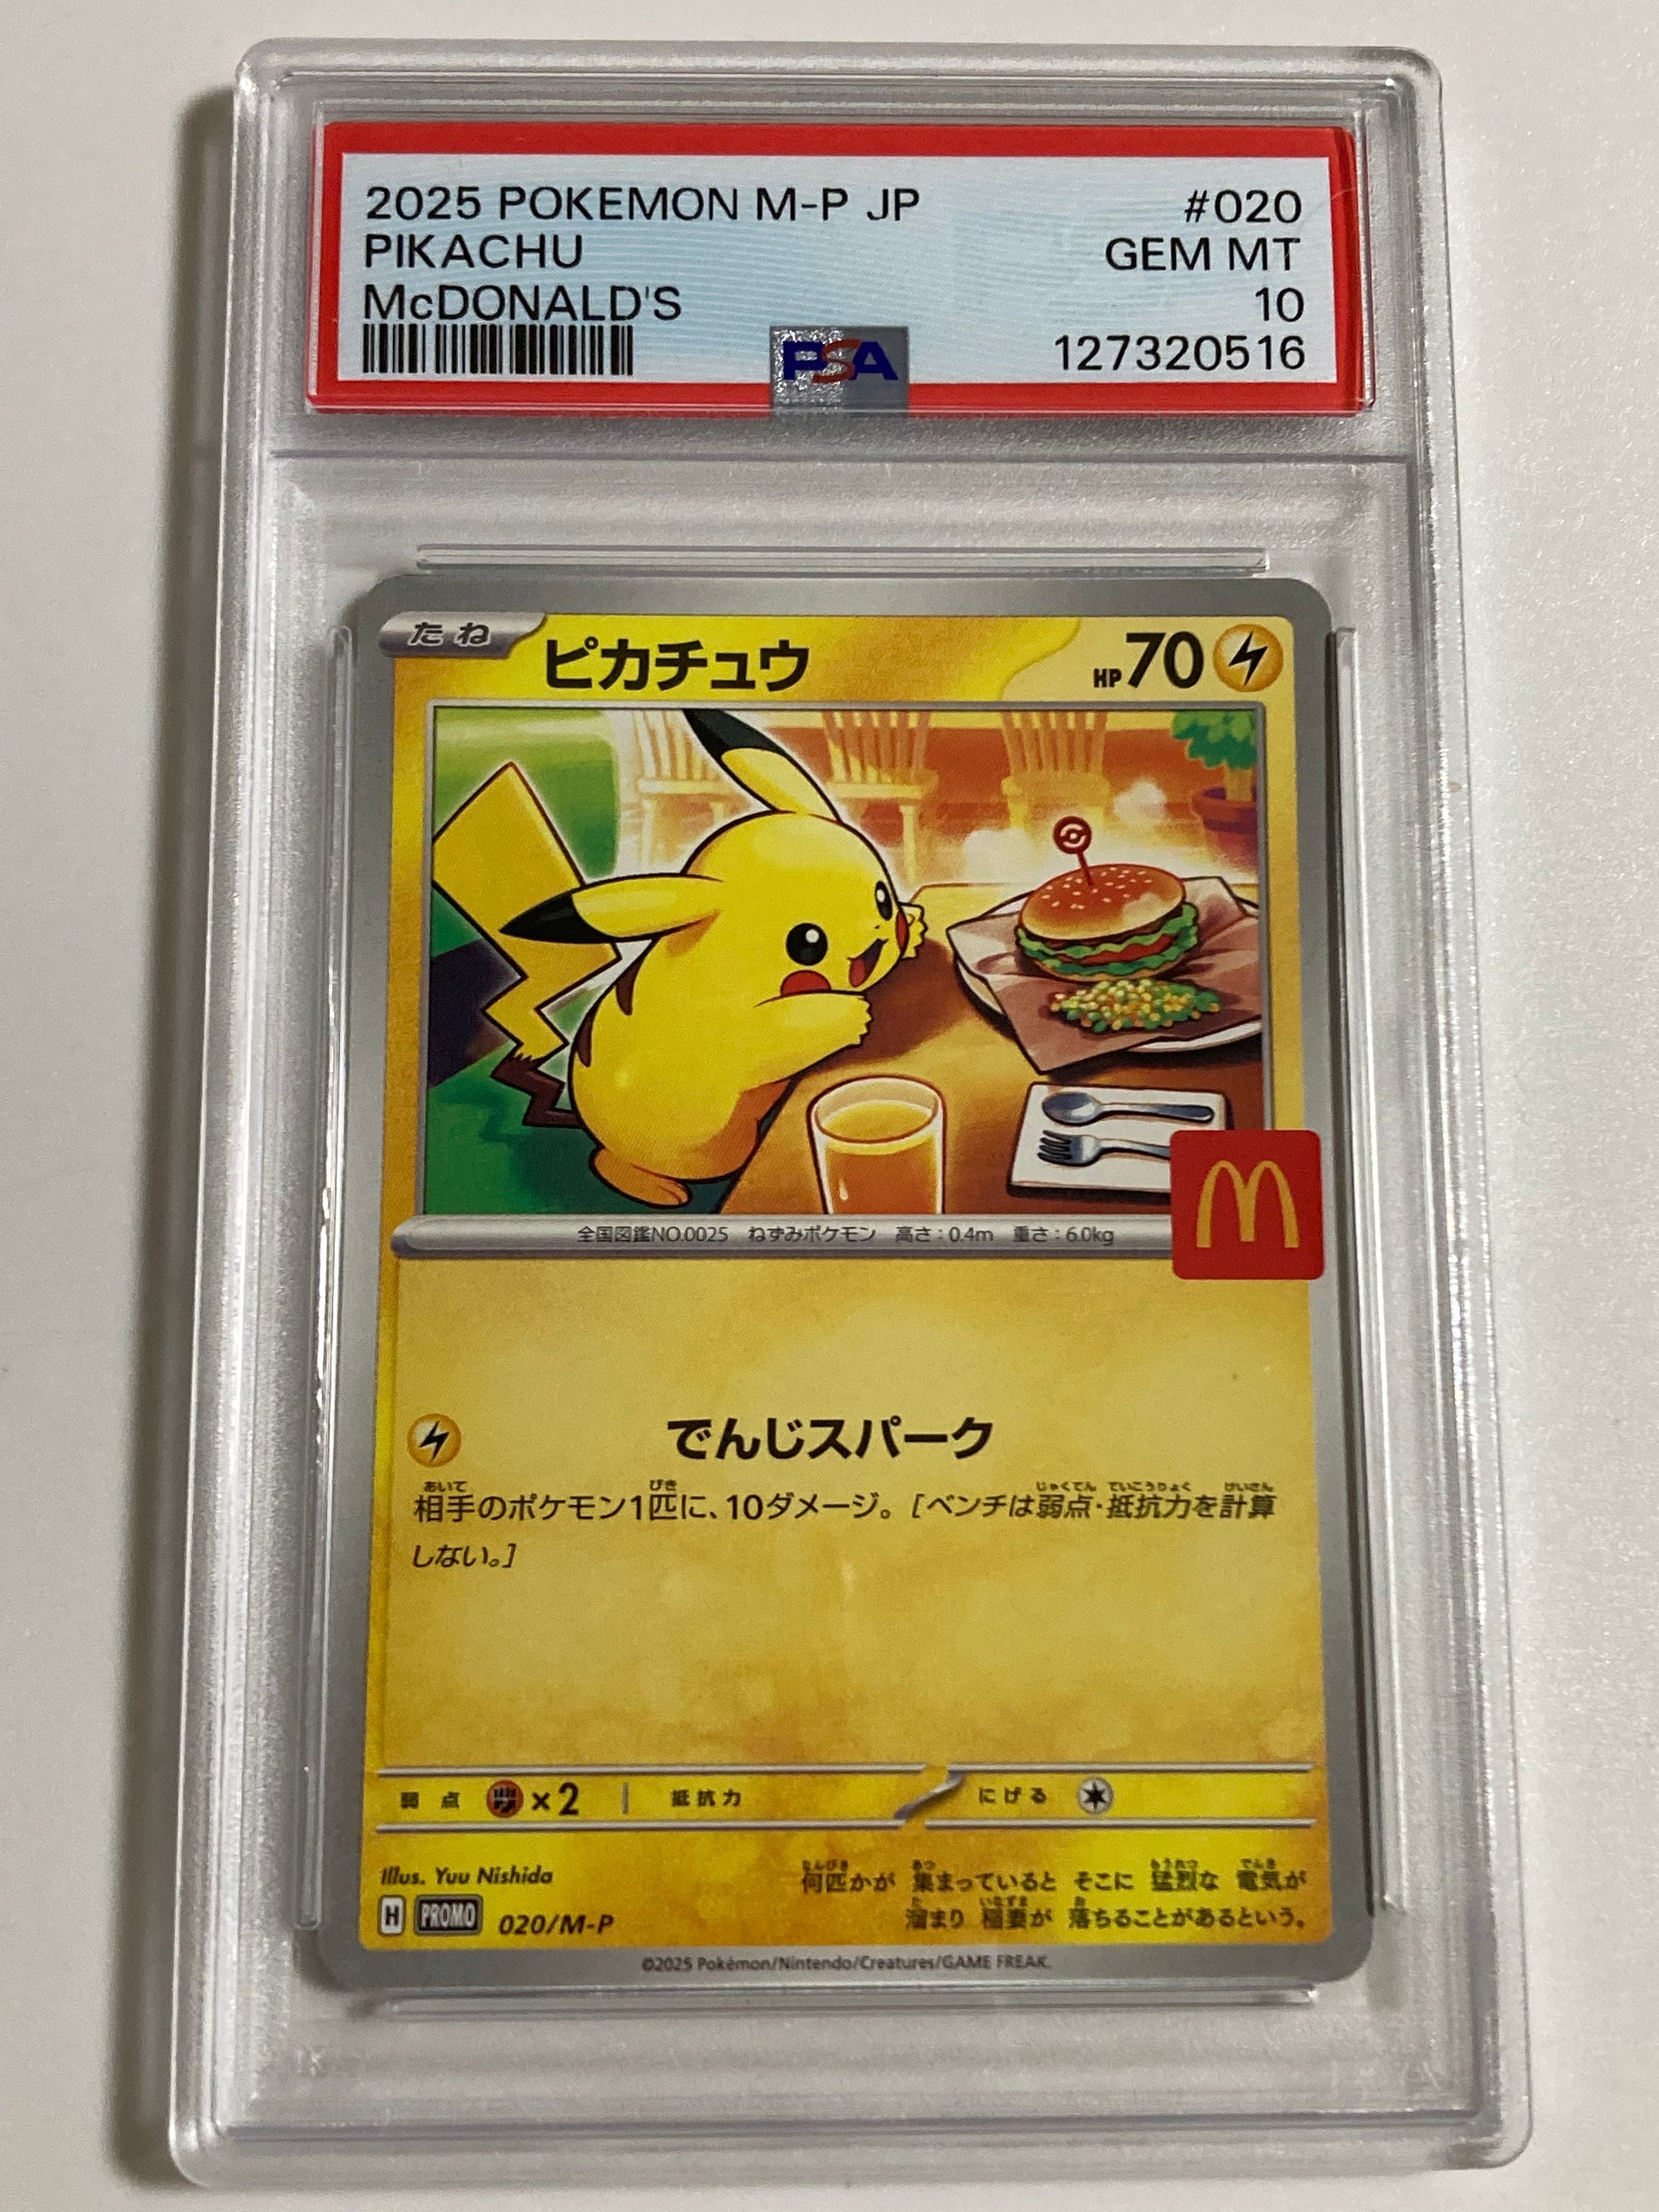 2025 POKEMON M-P JP #020
PIKACHU GEM MT
McDONALD'S 10
PSA 127320516
たね ピカチュウ HP70
全国図鑑NO.0025 ねずみポケモン 高さ:0.4m 重さ:6.0kg
でんじスパーク
相手のポケモン1匹に、10ダメージ。[ベンチは弱点・抵抗力を計算
しない。]
弱点 ×2 抵抗力 にげる
Illus. Yuu Nishida
何匹かが 集まっていると そこに 猛烈な 電気が
溜まり 稲妻が 落ちることがあるという。
H PROMO 020/M-P
©2025 Pokémon/Nintendo/Creatures/GAME FREAK.